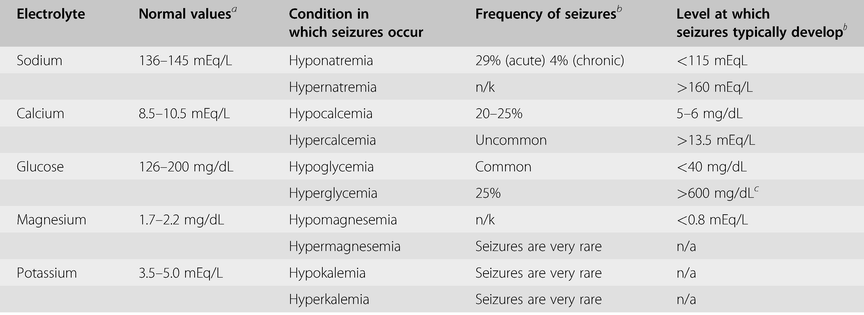 Electrolyte Normal valuesᵃ Condition in which seizures occur Frequency of seizuresᵇ Level at which seizures typically developᵇ
Sodium 136–145 mEq/L Hyponatremia 29% (acute) 4% (chronic) <115 mEqL
Hypernatremia n/k >160 mEq/L
Calcium 8.5–10.5 mEq/L Hypocalcemia 20–25% 5–6 mg/dL
Hypercalcemia Uncommon >13.5 mEq/L
Glucose 126–200 mg/dL Hypoglycemia Common <40 mg/dL
Hyperglycemia 25% >600 mg/dLᶜ
Magnesium 1.7–2.2 mg/dL Hypomagnesemia n/k <0.8 mEq/L
Hypermagnesemia Seizures are very rare n/a
Potassium 3.5–5.0 mEq/L Hypokalemia Seizures are very rare n/a
Hyperkalemia Seizures are very rare n/a